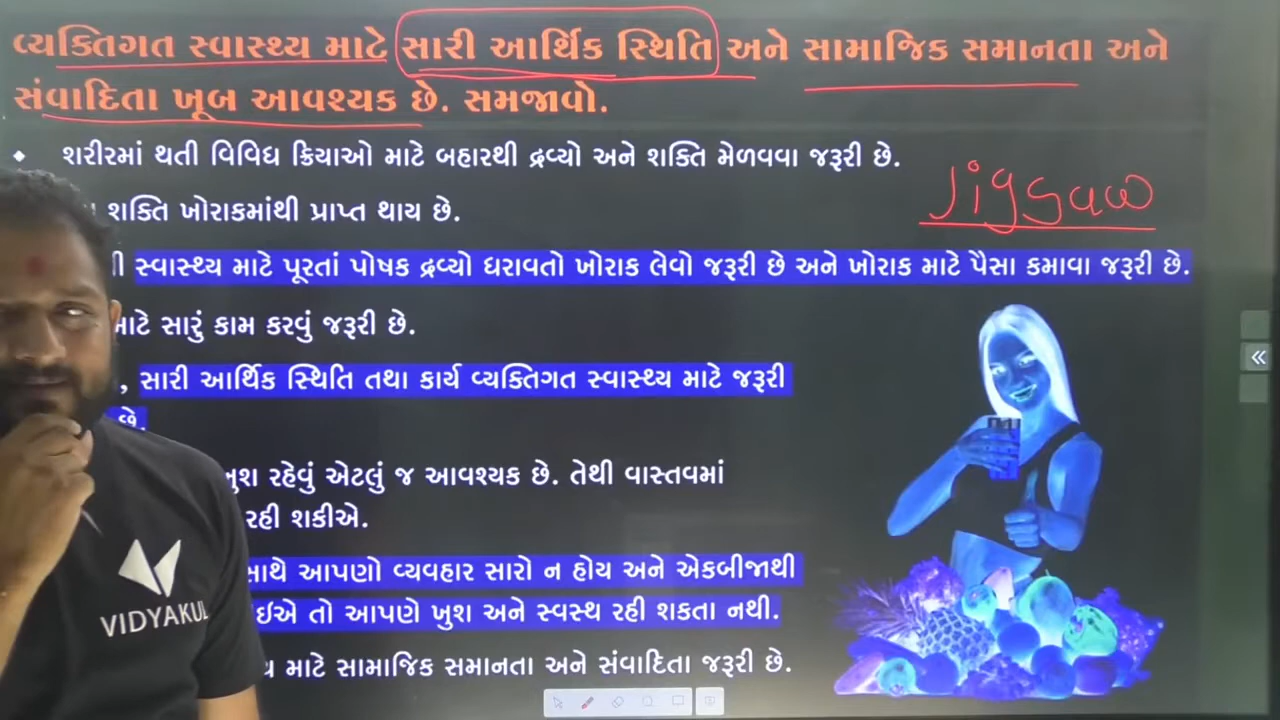 વ્યક્તિગત સ્વાસ્થ્ય માટે સારી આર્થિક સ્થિતિ અને સામાજિક સમાનતા અને
સંવાદિતા ખૂબ આવશ્યક છે. સમજાવો.
શરીરમાં થતી વિવિધ ક્રિયાઓ માટે બહારથી દ્રવ્યો અને શક્તિ મેળવવા જરૂરી છે.
Jigsaw
શક્તિ ખોરાકમાંથી પ્રાપ્ત થાય છે.
સ્વાસ્થ્ય માટે પૂરતાં પોષક દ્રવ્યો ધરાવતો ખોરાક લેવો જરૂરી છે અને ખોરાક માટે પૈસા કમાવા જરૂરી છે.
માટે સારું કામ કરવું જરૂરી છે.
, સારી આર્થિક સ્થિતિ તથા કાર્ય વ્યક્તિગત સ્વાસ્થ્ય માટે જરૂરી
છે.
ખુશ રહેવું એટલું જ આવશ્યક છે. તેથી વાસ્તવમાં
રહી શકીએ.
સાથે આપણો વ્યવહાર સારો ન હોય અને એકબીજાથી
તો આપણે ખુશ અને સ્વસ્થ રહી શકતા નથી.
માટે સામાજિક સમાનતા અને સંવાદિતા જરૂરી છે.
VIDYAKUL